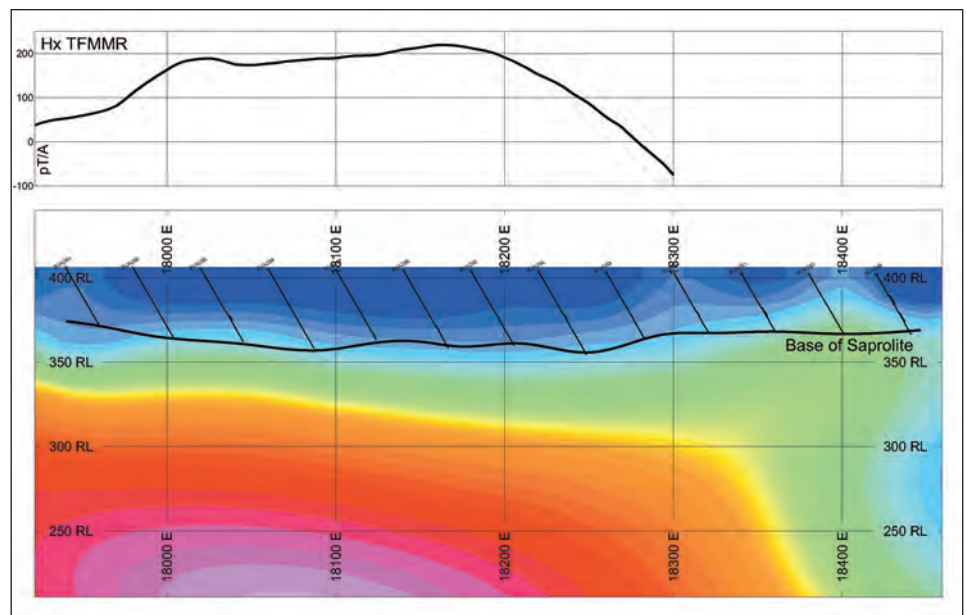 Hx TFMMR
200
100
0
-100
pT/A
18000 E
18100 E
18200 E
18300 E
18400 E
400 RL
400 RL
Base of Saprolite
350 RL
350 RL
300 RL
300 RL
250 RL
250 RL
18000 E
18100 E
18200 E
18300 E
18400 E